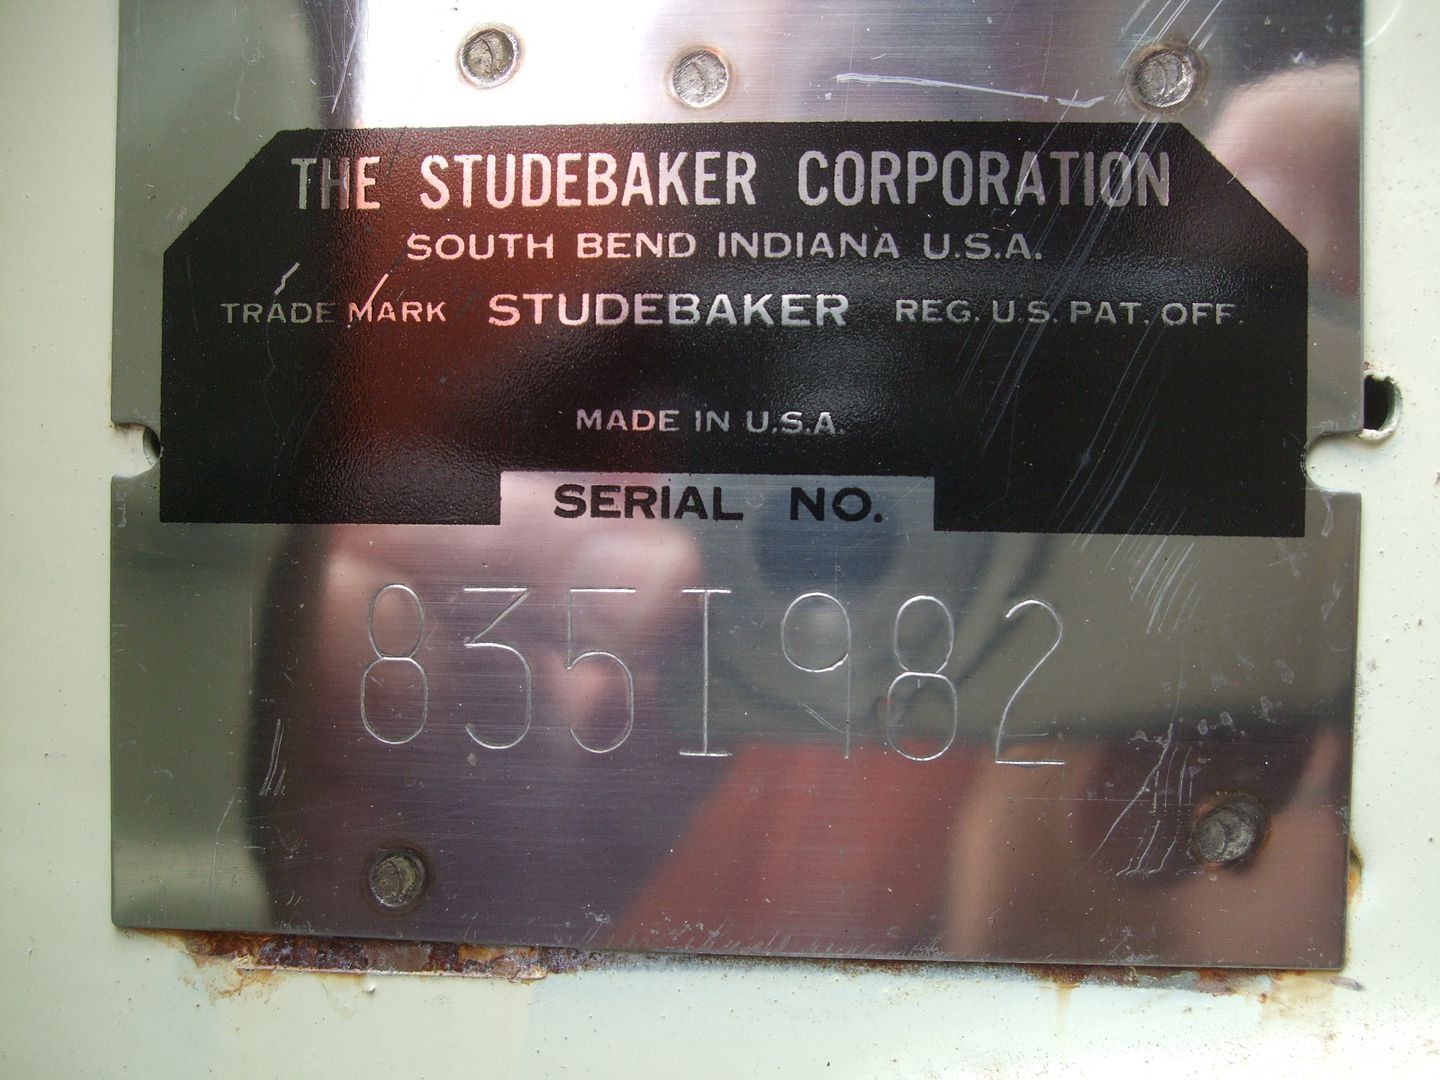 THE STUDEBAKER CORPORATION
SOUTH BEND INDIANA U.S.A.
TRADE MARK STUDEBAKER REG. U.S. PAT. OFF.
MADE IN U.S.A.
SERIAL NO.
8351982